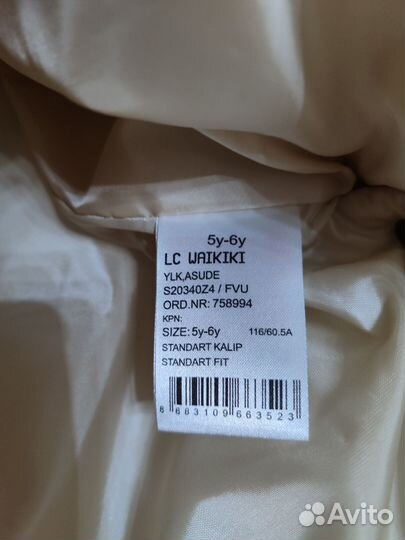 5y-6y
LC WAIKIKI
YLK,ASUDE
S20340Z4 / FVU
ORD.NR: 758994
KPN:
SIZE: 5y-6y 116/60.5A
STANDART KALIP
STANDART FIT
8 683109 663523
Avito